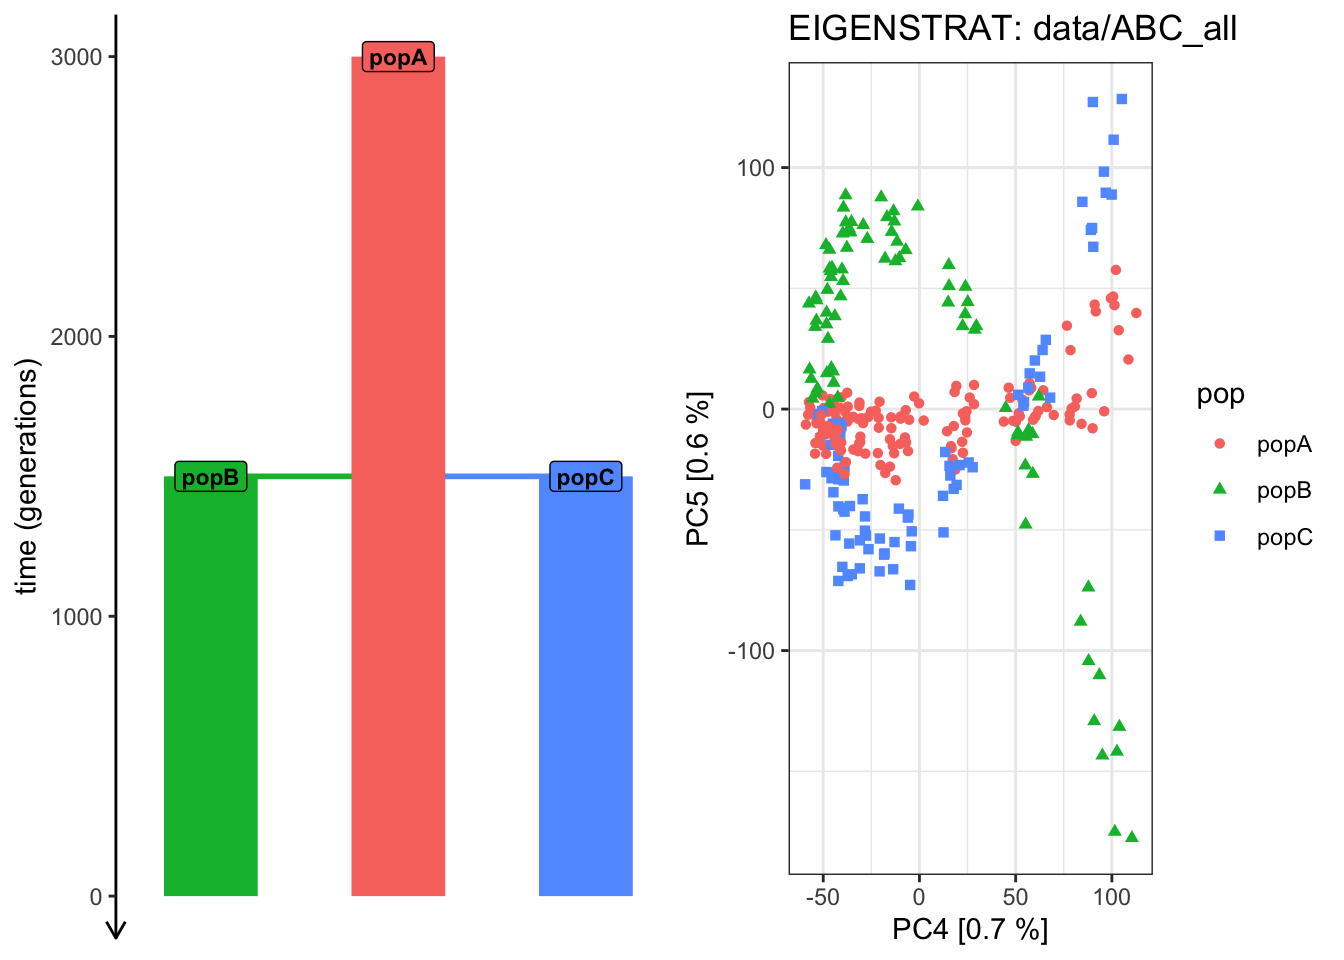 time (generations)
3000
2000
1000
0
popA
popB
popC
EIGENSTRAT: data/ABC_all
PC5 [0.6 %]
100
0
-100
-50
0
50
100
PC4 [0.7 %]
pop
popA
popB
popC